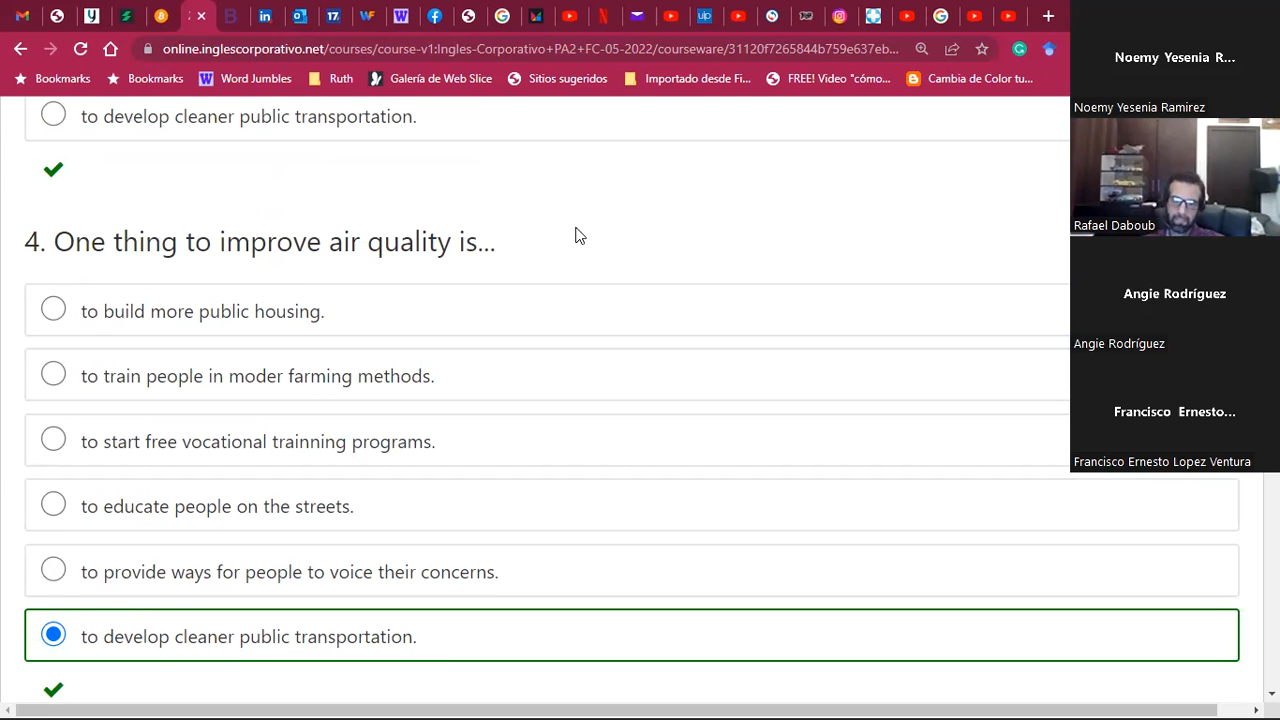 online.inglescorporativo.net/courses/course-v1:Ingles-Corporativo+PA2+FC-05-2022/courseware/31120f7265844b759e637eb...
Bookmarks
Bookmarks
Word Jumbles
Ruth
Galería de Web Slice
Sitios sugeridos
Importado desde Fi...
FREE! Video "cómo...
Cambia de Color tu...
to develop cleaner public transportation.
4. One thing to improve air quality is...
to build more public housing.
to train people in moder farming methods.
to start free vocational trainning programs.
to educate people on the streets.
to provide ways for people to voice their concerns.
to develop cleaner public transportation.
Noemy Yesenia R...
Noemy Yesenia Ramirez
Rafael Daboub
Angie Rodríguez
Angie Rodríguez
Francisco Ernesto...
Francisco Ernesto Lopez Ventura